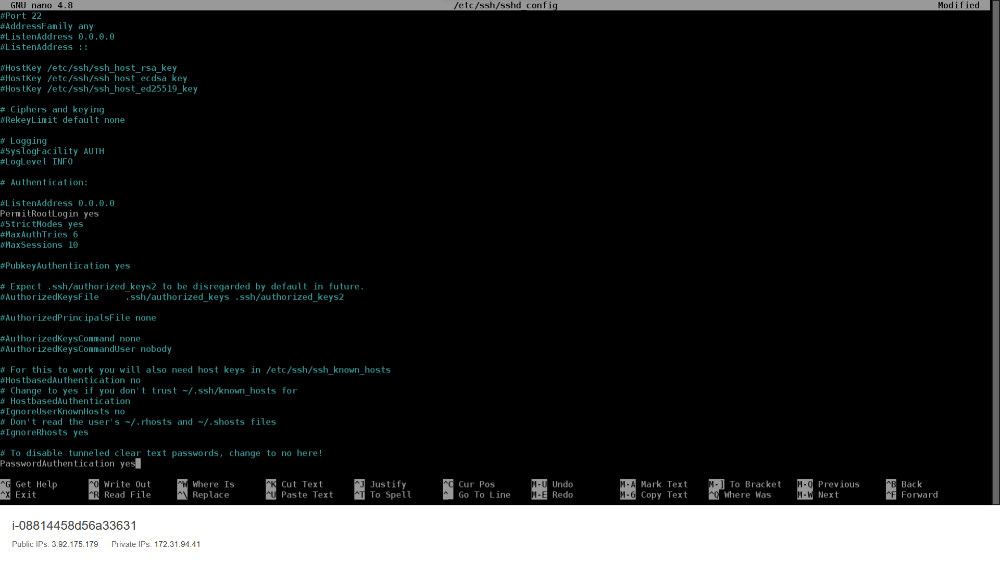 GNU nano 4.8 /etc/ssh/sshd_config Modified
#Port 22
#AddressFamily any
#ListenAddress 0.0.0.0
#ListenAddress ::
#HostKey /etc/ssh/ssh_host_rsa_key
#HostKey /etc/ssh/ssh_host_ecdsa_key
#HostKey /etc/ssh/ssh_host_ed25519_key
# Ciphers and keying
#RekeyLimit default none
# Logging
#SyslogFacility AUTH
#LogLevel INFO
# Authentication:
#ListenAddress 0.0.0.0
PermitRootLogin yes
#StrictModes yes
#MaxAuthTries 6
#MaxSessions 10
#PubkeyAuthentication yes
# Expect .ssh/authorized_keys2 to be disregarded by default in future.
#AuthorizedKeysFile .ssh/authorized_keys .ssh/authorized_keys2
#AuthorizedPrincipalsFile none
#AuthorizedKeysCommand none
#AuthorizedKeysCommandUser nobody
# For this to work you will also need host keys in /etc/ssh/ssh_known_hosts
#HostbasedAuthentication no
# Change to yes if you don't trust ~/.ssh/known_hosts for
# HostbasedAuthentication
#IgnoreUserKnownHosts no
# Don't read the user's ~/.rhosts and ~/.shosts files
#IgnoreRhosts yes
# To disable tunneled clear text passwords, change to no here!
PasswordAuthentication yes
^G Get Help ^O Write Out ^W Where Is ^K Cut Text ^J Justify ^C Cur Pos M-U Undo M-A Mark Text M-] To Bracket M-Q Previous ^B Back
^X Exit ^R Read File ^\ Replace ^U Paste Text ^T To Spell ^_ Go To Line M-E Redo M-6 Copy Text ^Q Where Was M-W Next ^F Forward
i-08814458d56a33631
Public IPs: 3.92.175.179 Private IPs: 172.31.94.41